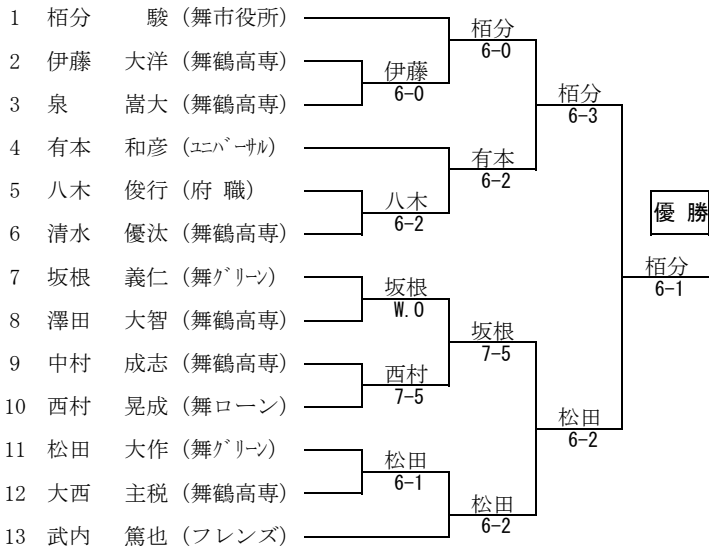 1 栢分 駿 (舞市役所)
栢分
6-0
2 伊藤 大洋 (舞鶴高専)
伊藤
6-0
3 泉 嵩大 (舞鶴高専)
栢分
6-3
4 有本 和彦 (ユニバーサル)
有本
6-2
5 八木 俊行 (府 職)
八木
6-2
6 清水 優汰 (舞鶴高専)
優 勝
栢分
6-1
7 坂根 義仁 (舞グリーン)
坂根
W.0
8 澤田 大智 (舞鶴高専)
坂根
7-5
9 中村 成志 (舞鶴高専)
西村
7-5
10 西村 晃成 (舞ローン)
松田
6-2
11 松田 大作 (舞グリーン)
松田
6-1
12 大西 主税 (舞鶴高専)
松田
6-2
13 武内 篤也 (フレンズ)